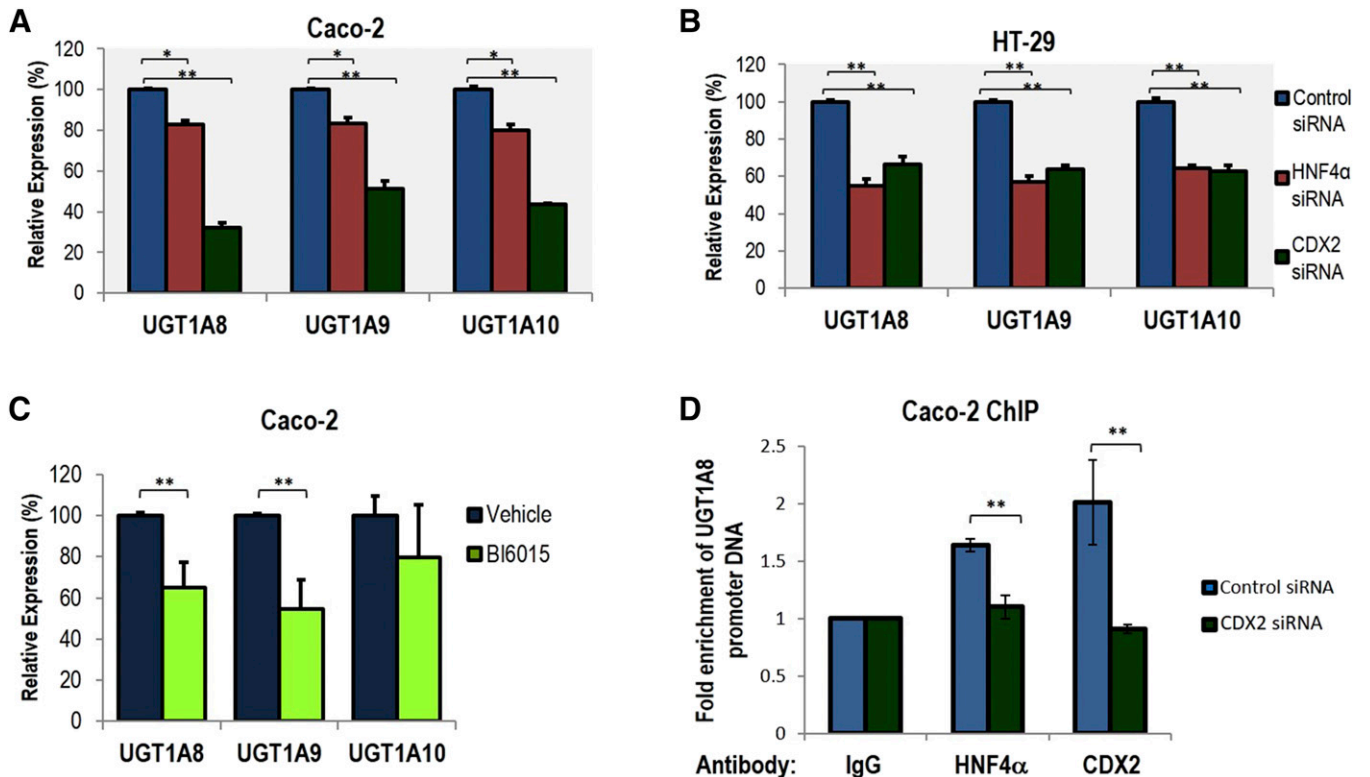 A
Caco-2
Relative Expression (%)
120
100
80
60
40
20
0
* ** * ** * **
UGT1A8 UGT1A9 UGT1A10
B
HT-29
Relative Expression (%)
120
100
80
60
40
20
0
** ** ** ** ** **
UGT1A8 UGT1A9 UGT1A10
Control
siRNA
HNF4α
siRNA
CDX2
siRNA
C
Caco-2
Relative Expression (%)
120
100
80
60
40
20
0
** **
UGT1A8 UGT1A9 UGT1A10
Vehicle
BI6015
D
Caco-2 ChIP
Fold enrichment of UGT1A8
promoter DNA
2.5
2
1.5
1
0.5
0
** **
Antibody: IgG HNF4α CDX2
Control siRNA
CDX2 siRNA